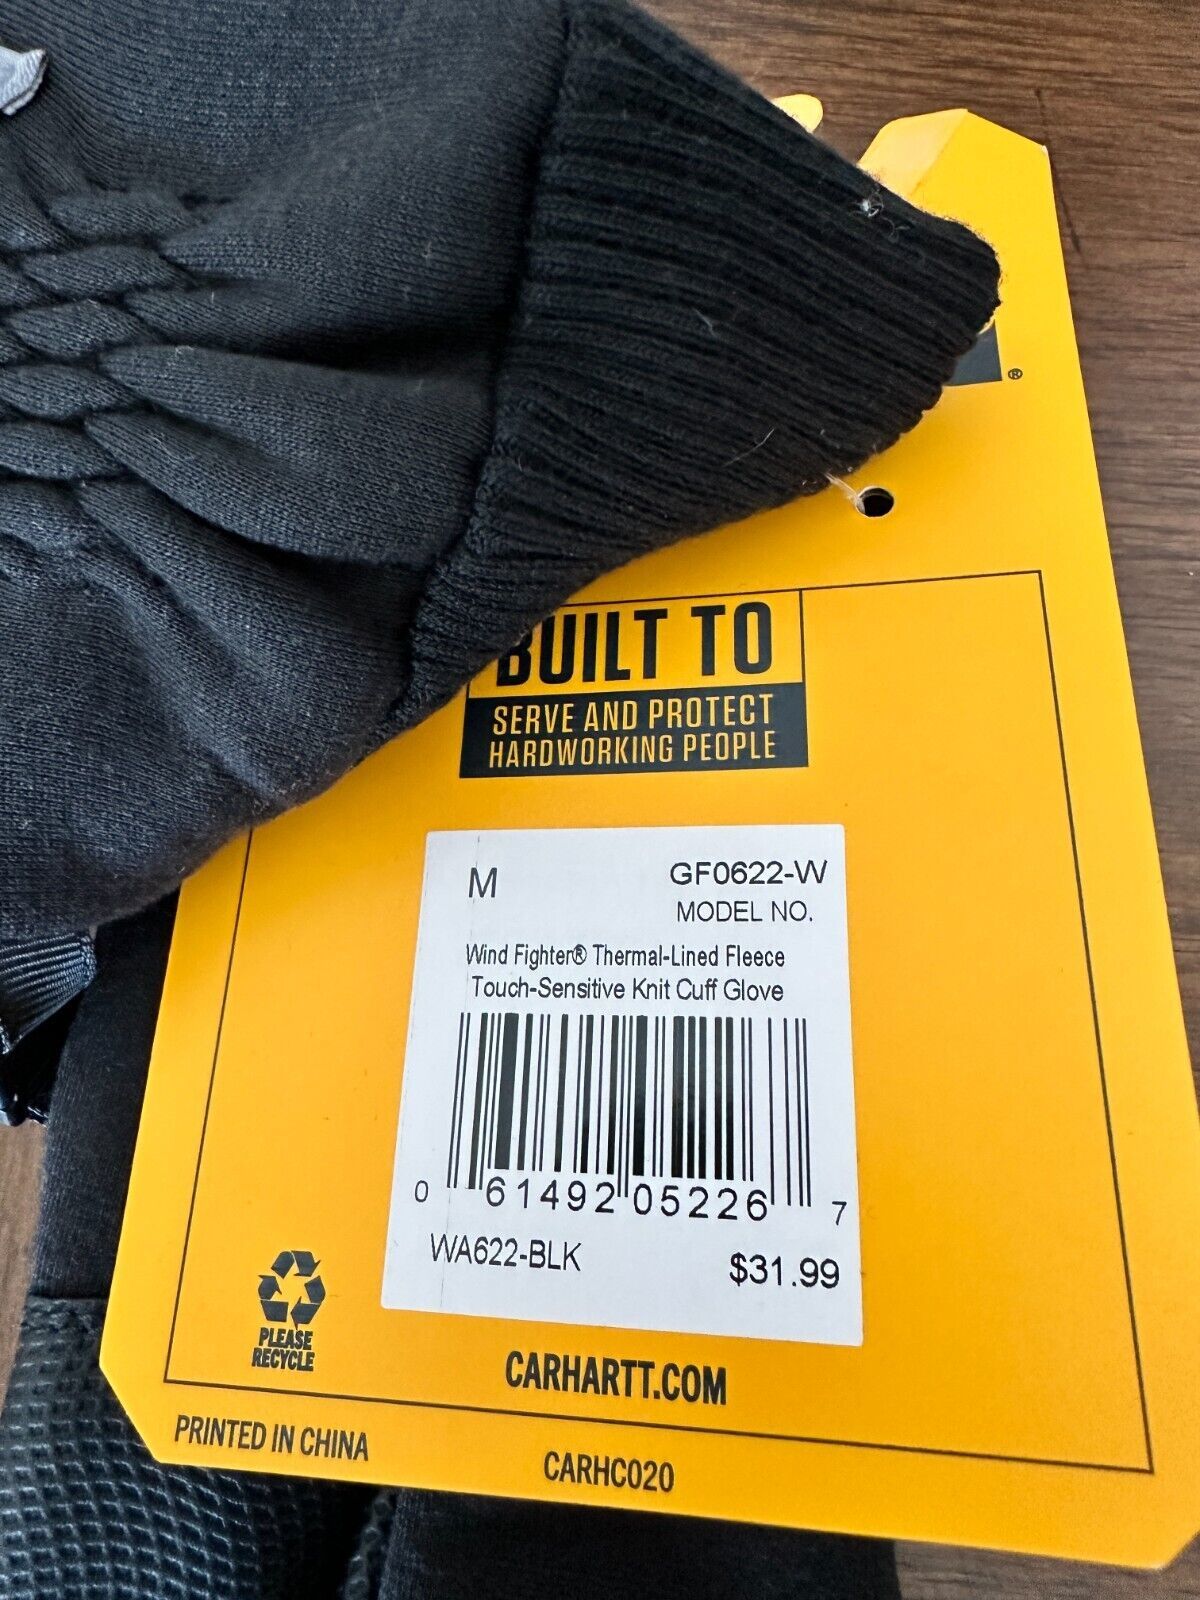 ®
BUILT TO
SERVE AND PROTECT
HARDWORKING PEOPLE
M
GF0622-W
MODEL NO.
Wind Fighter® Thermal-Lined Fleece
Touch-Sensitive Knit Cuff Glove
0 61492 05226 7
WA622-BLK
$31.99
PLEASE
RECYCLE
CARHARTT.COM
PRINTED IN CHINA
CARHC020